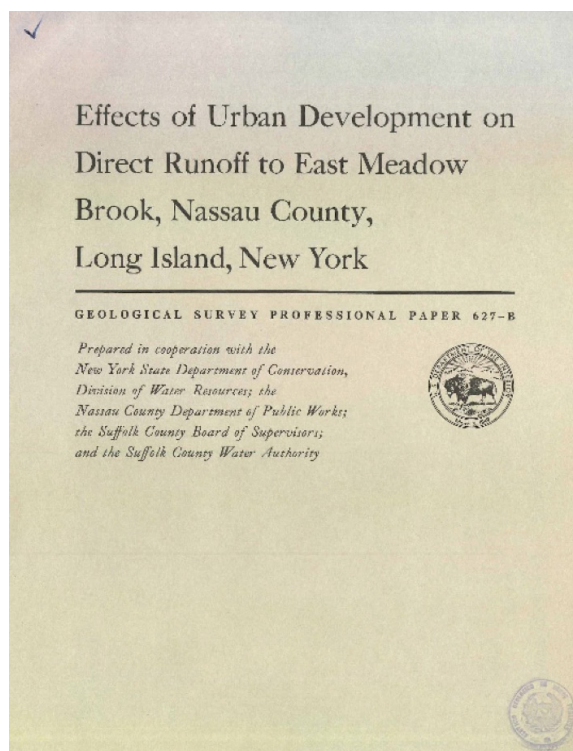 Effects of Urban Development on
Direct Runoff to East Meadow
Brook, Nassau County,
Long Island, New York
GEOLOGICAL SURVEY PROFESSIONAL PAPER 627-B
Prepared in cooperation with the
New York State Department of Conservation,
Division of Water Resources; the
Nassau County Department of Public Works;
the Suffolk County Board of Supervisors;
and the Suffolk County Water Authority